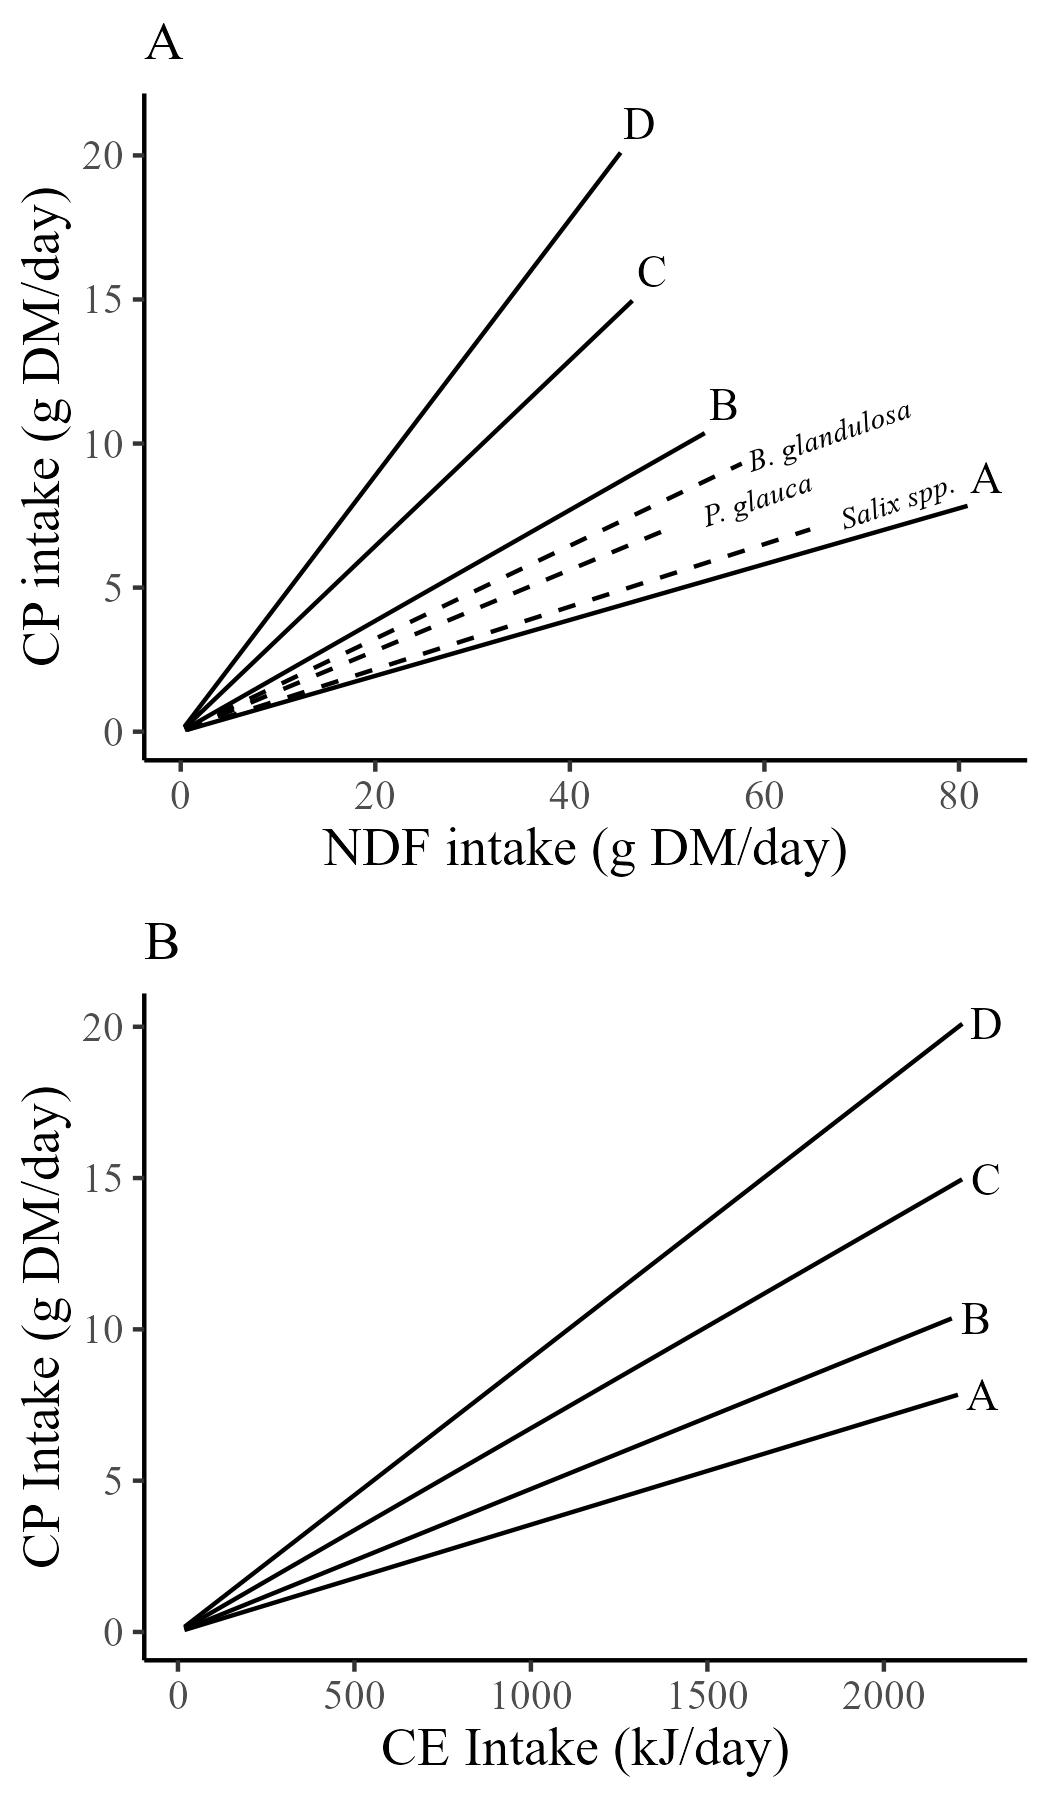 A
CP intake (g DM/day)
20
15
10
5
0
D
C
B
B. glandulosa
P. glauca
Salix spp.
A
0 20 40 60 80
NDF intake (g DM/day)
B
CP Intake (g DM/day)
20
15
10
5
0
D
C
B
A
0 500 1000 1500 2000
CE Intake (kJ/day)